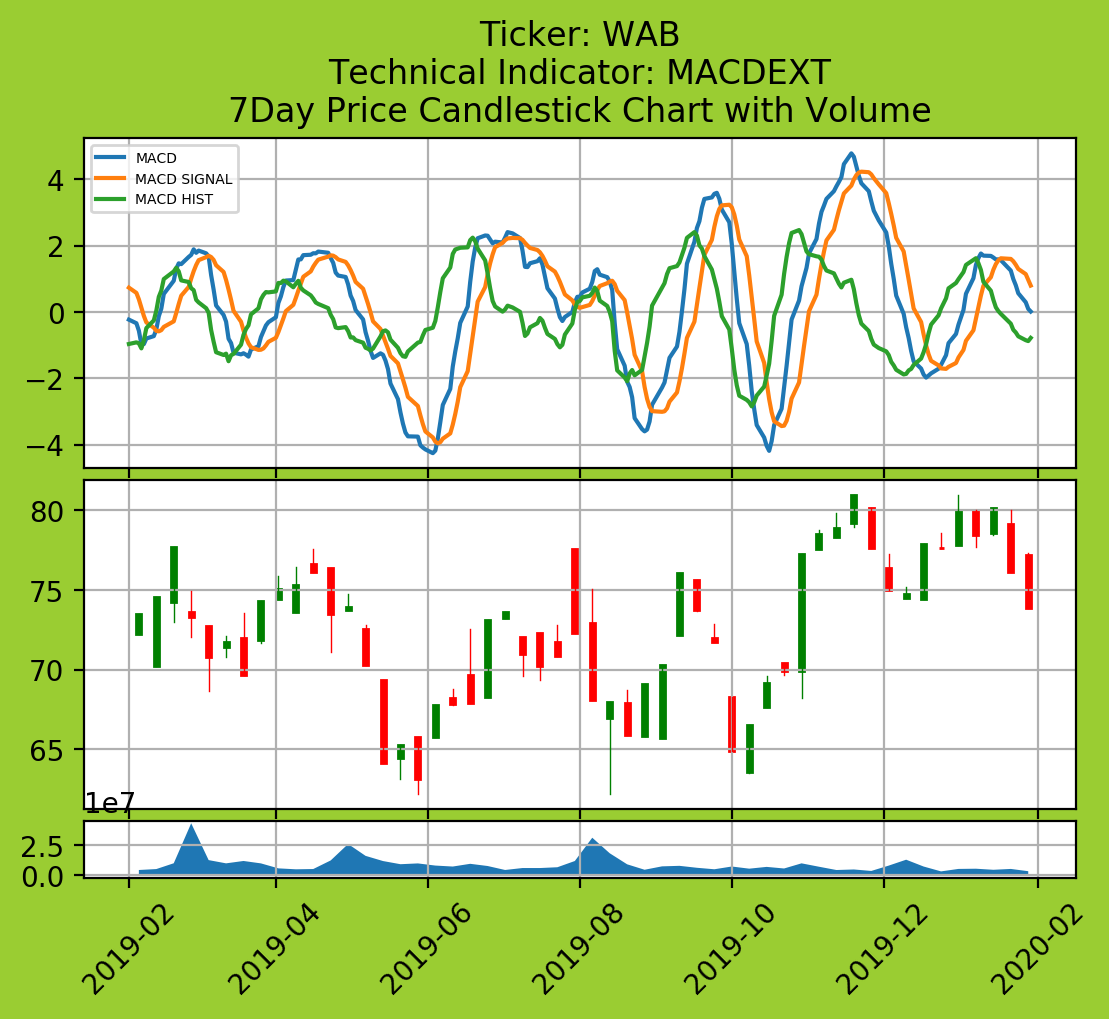 Ticker: WAB
Technical Indicator: MACDEXT
7Day Price Candlestick Chart with Volume
MACD
MACD SIGNAL
MACD HIST
4
2
0
−2
−4
80
75
70
65
1e7
2.5
0.0
2019-02
2019-04
2019-06
2019-08
2019-10
2019-12
2020-02